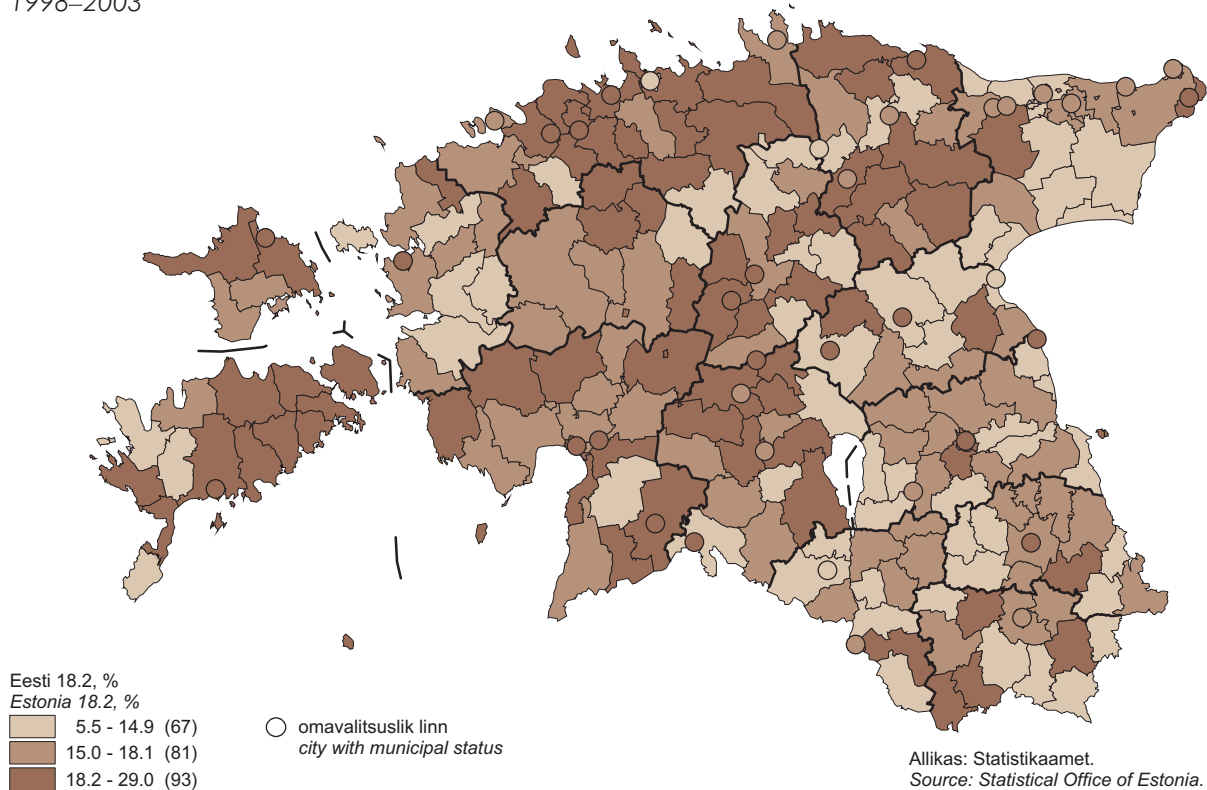 1998–2003
Eesti 18.2, %
Estonia 18.2, %
5.5 - 14.9 (67)
15.0 - 18.1 (81)
18.2 - 29.0 (93)
omavalitsuslik linn
city with municipal status
Allikas: Statistikaamet.
Source: Statistical Office of Estonia.